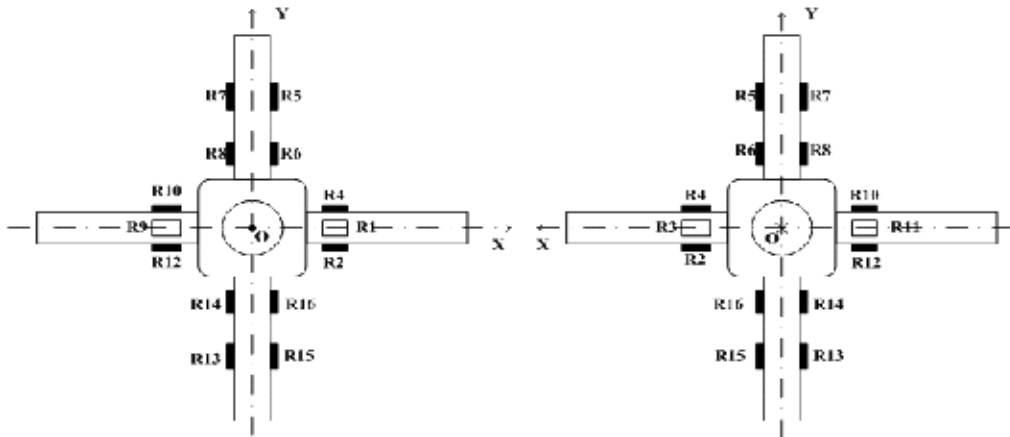 Y Y
R7 R5 R5 R7
R8 R6 R6 R8
R10 R4 R4 R10
R9 O R1 R3 O R11
X X
R12 R2 R2 R12
R14 R16 R16 R14
R13 R15 R15 R13